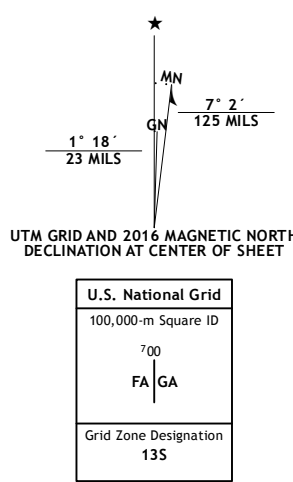 ★
MN
GN
7° 2´
125 MILS
1° 18´
23 MILS
UTM GRID AND 2016 MAGNETIC NORTH
DECLINATION AT CENTER OF SHEET
U.S. National Grid
100,000-m Square ID
⁷00
FA GA
Grid Zone Designation
13S